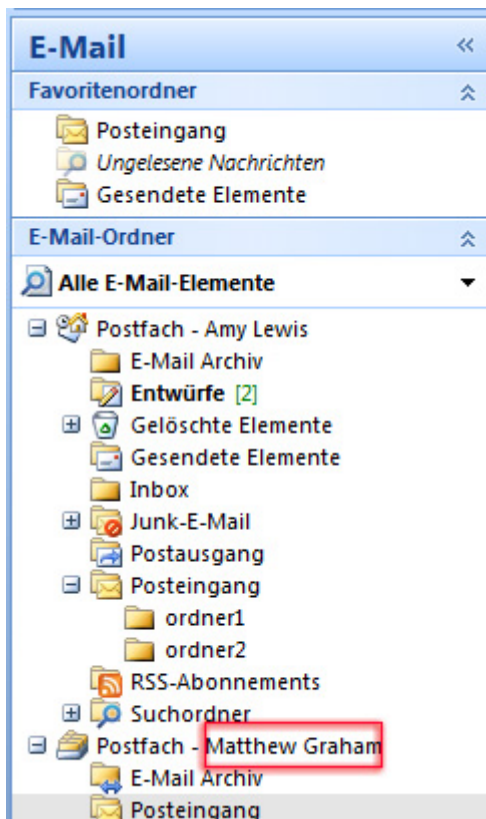 E-Mail
Favoritenordner
Posteingang
Ungelesene Nachrichten
Gesendete Elemente
E-Mail-Ordner
Alle E-Mail-Elemente
Postfach - Amy Lewis
E-Mail Archiv
Entwürfe [2]
Gelöschte Elemente
Gesendete Elemente
Inbox
Junk-E-Mail
Postausgang
Posteingang
ordner1
ordner2
RSS-Abonnements
Suchordner
Postfach - Matthew Graham
E-Mail Archiv
Posteingang